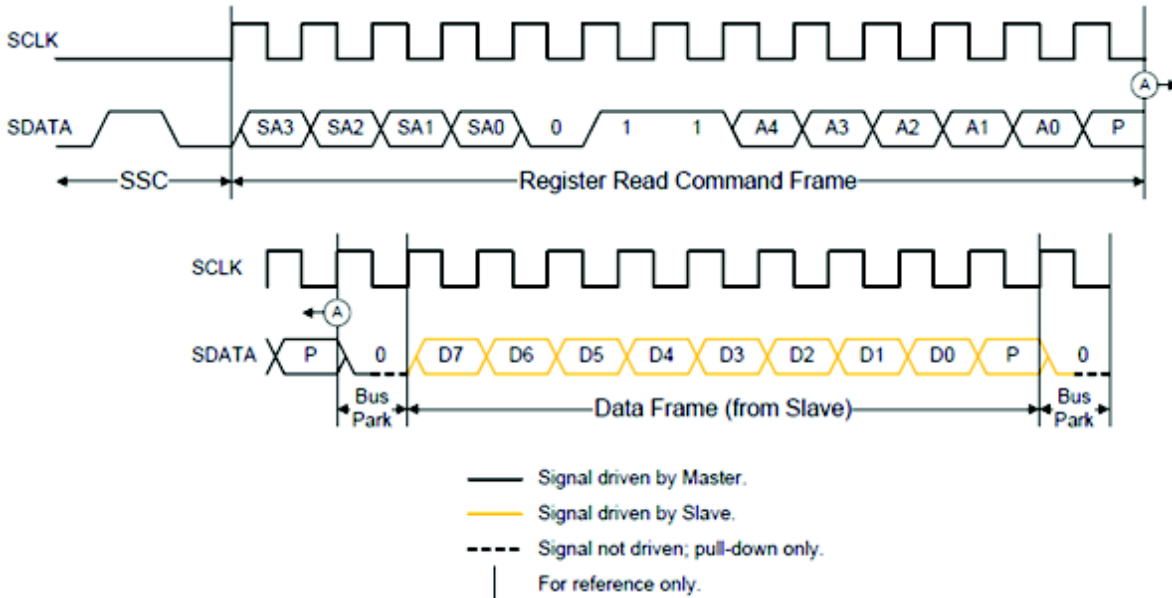 SCLK
A
SDATA SA3 SA2 SA1 SA0 0 1 1 A4 A3 A2 A1 A0 P
SSC Register Read Command Frame
SCLK
A
SDATA P 0 D7 D6 D5 D4 D3 D2 D1 D0 P 0
Bus Park Data Frame (from Slave) Bus Park
Signal driven by Master.
Signal driven by Slave.
Signal not driven; pull-down only.
For reference only.